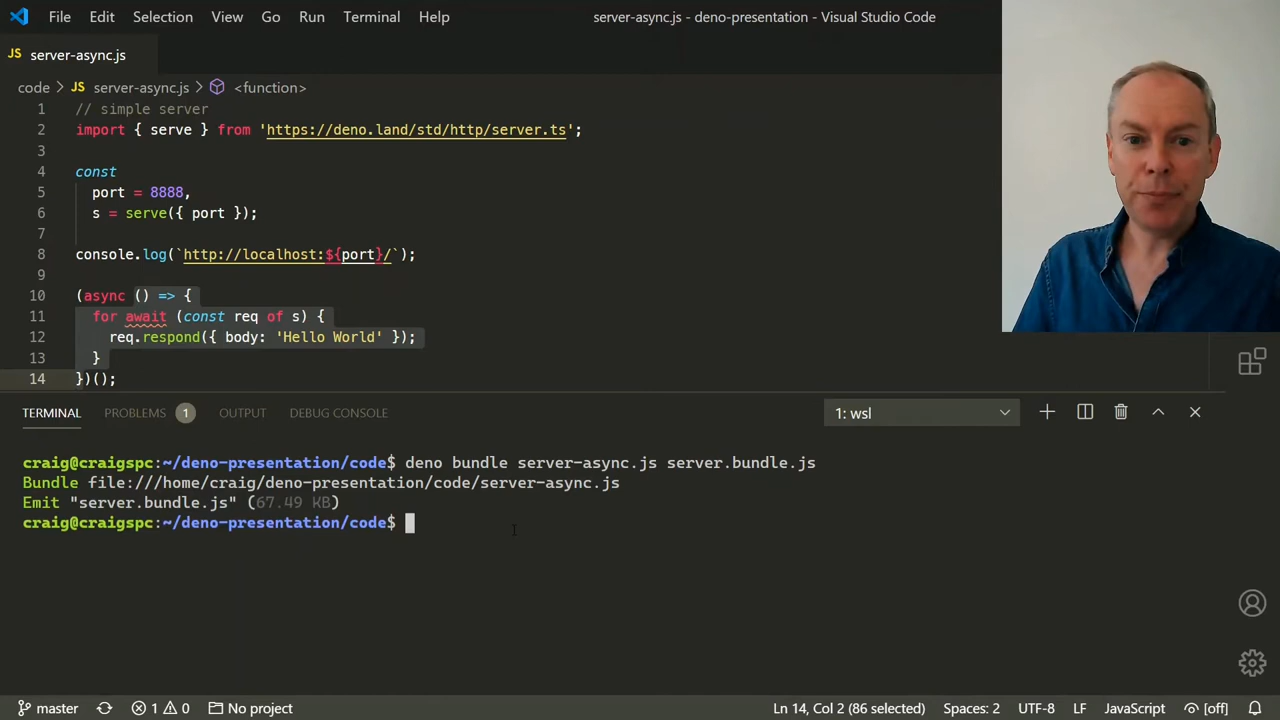 File Edit Selection View Go Run Terminal Help server-async.js - deno-presentation - Visual Studio Code
JS server-async.js
code > JS server-async.js > <function>
1 // simple server
2 import { serve } from 'https://deno.land/std/http/server.ts';
3
4 const
5 port = 8888,
6 s = serve({ port });
7
8 console.log(`http://localhost:${port}/`);
9
10 (async () => {
11 for await (const req of s) {
12 req.respond({ body: 'Hello World' });
13 }
14 })();
TERMINAL PROBLEMS 1 OUTPUT DEBUG CONSOLE 1: wsl
craig@craigspc:~/deno-presentation/code$ deno bundle server-async.js server.bundle.js
Bundle file:///home/craig/deno-presentation/code/server-async.js
Emit "server.bundle.js" (67.49 KB)
craig@craigspc:~/deno-presentation/code$
master 1 0 No project Ln 14, Col 2 (86 selected) Spaces: 2 UTF-8 LF JavaScript [off]